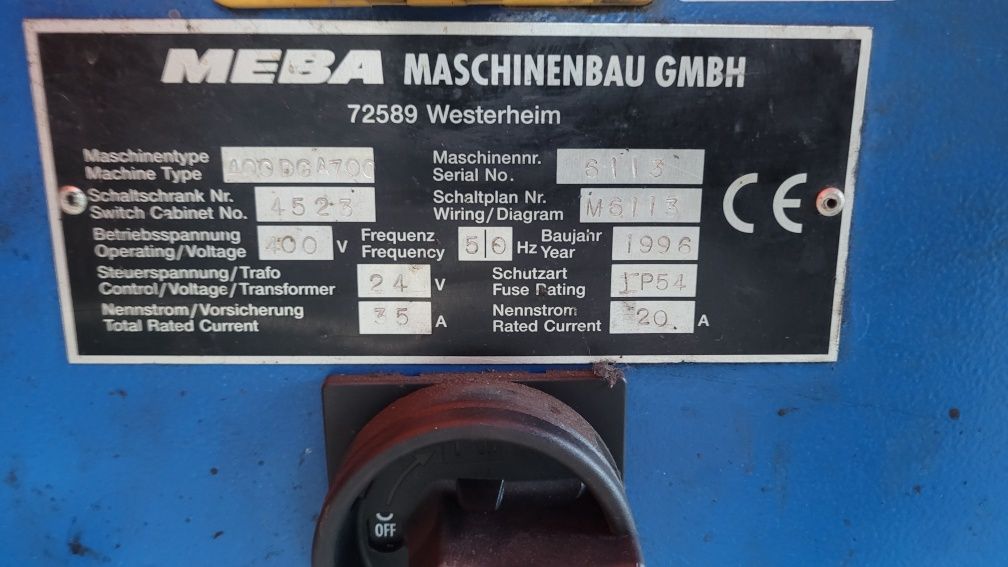 MEBA MASCHINENBAU GMBH
72589 Westerheim
Maschinentype 400DGA700 Maschinennr. 6113
Machine Type Serial No.
Schaltschrank Nr. 4523 Schaltplan Nr. M6113
Switch Cabinet No. Wiring/Diagram
Betriebsspannung 400 V Frequenz 50 Hz Baujahr 1996
Operating/Voltage Frequency Year
Steuerspannung/Trafo 24 V Schutzart IP54
Control/Voltage/Transformer Fuse Rating
Nennstrom/Vorsicherung 35 A Nennstrom 20 A
Total Rated Current Rated Current
CE
OFF